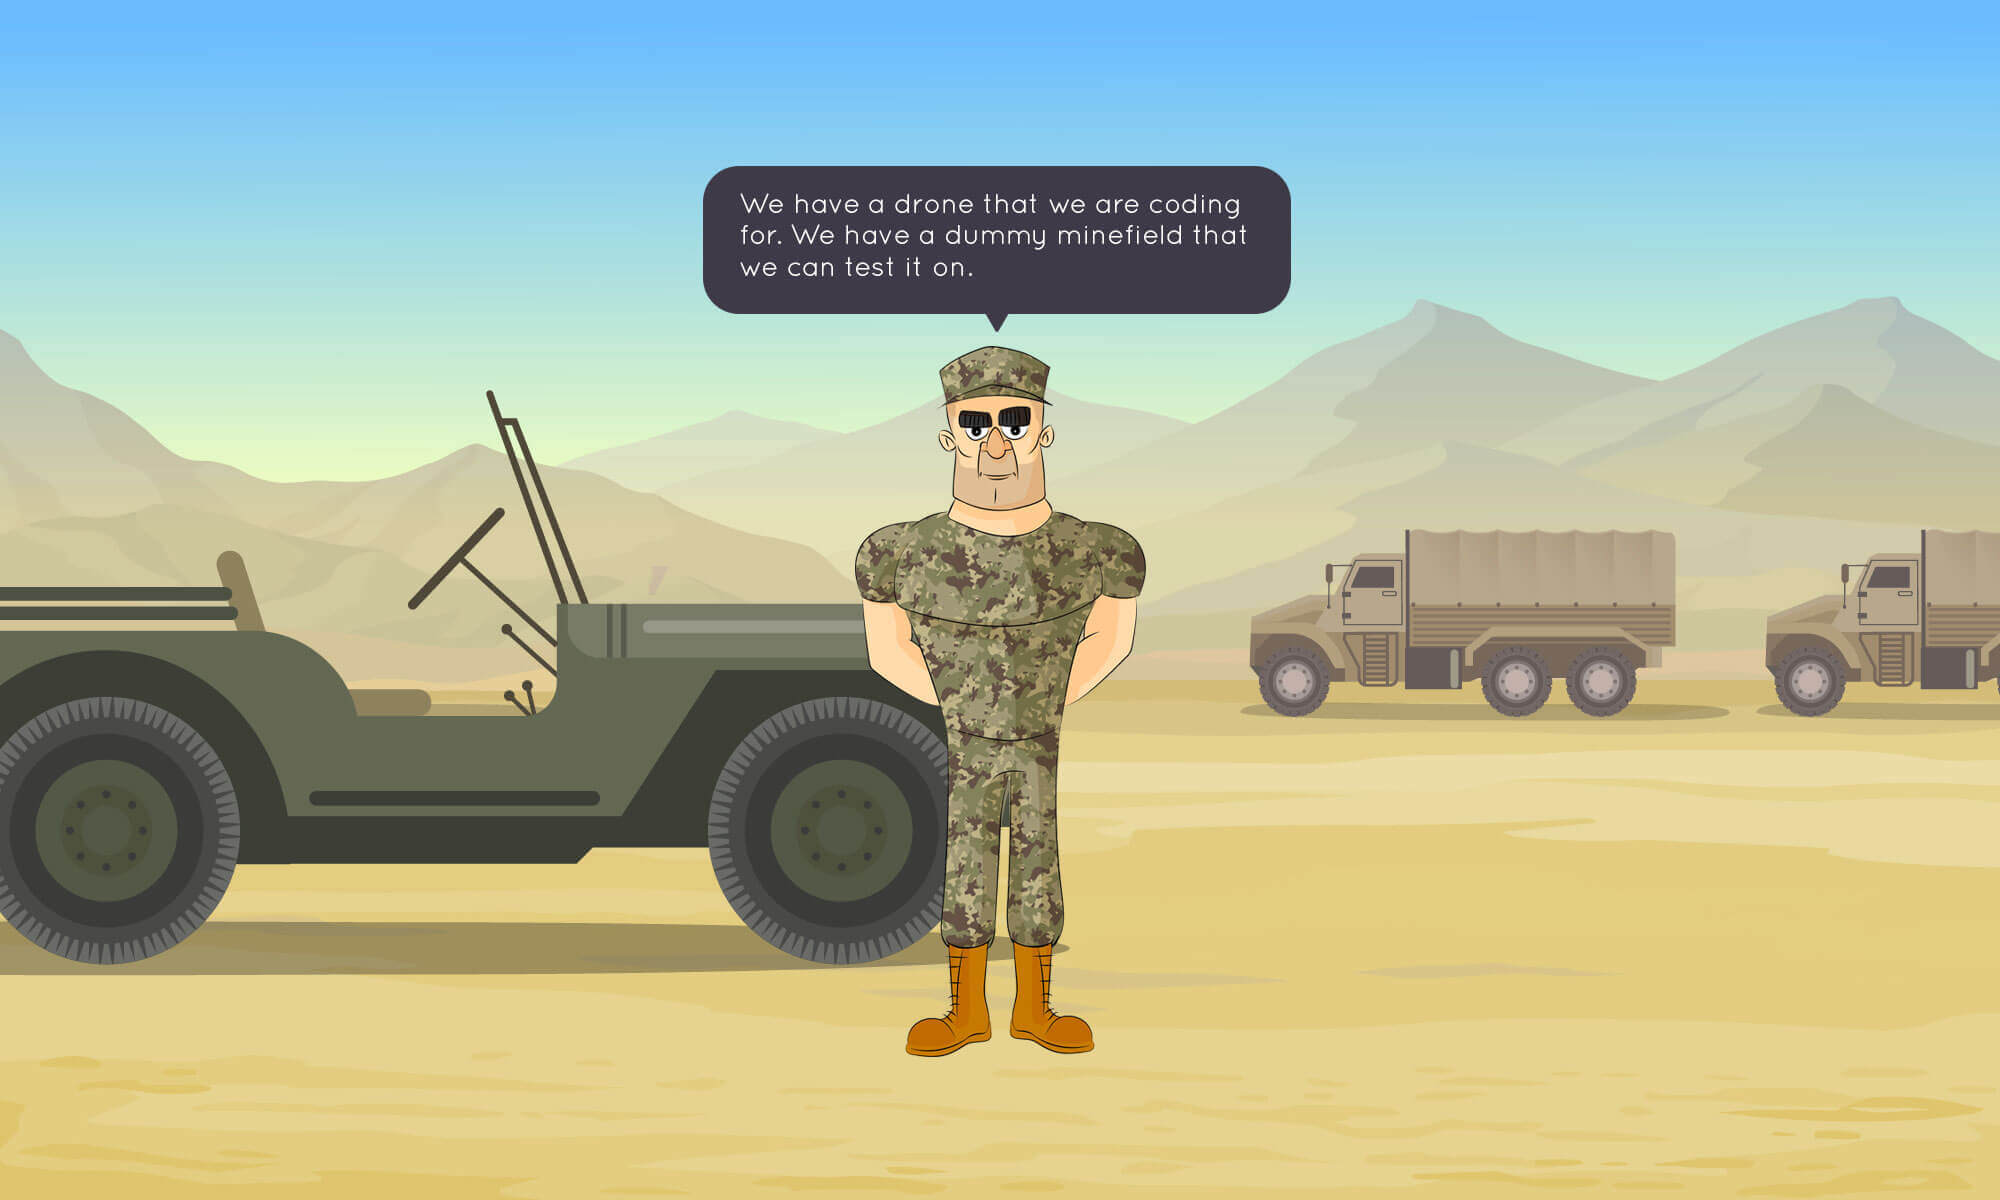 We have a drone that we are coding
for. We have a dummy minefield that
we can test it on.